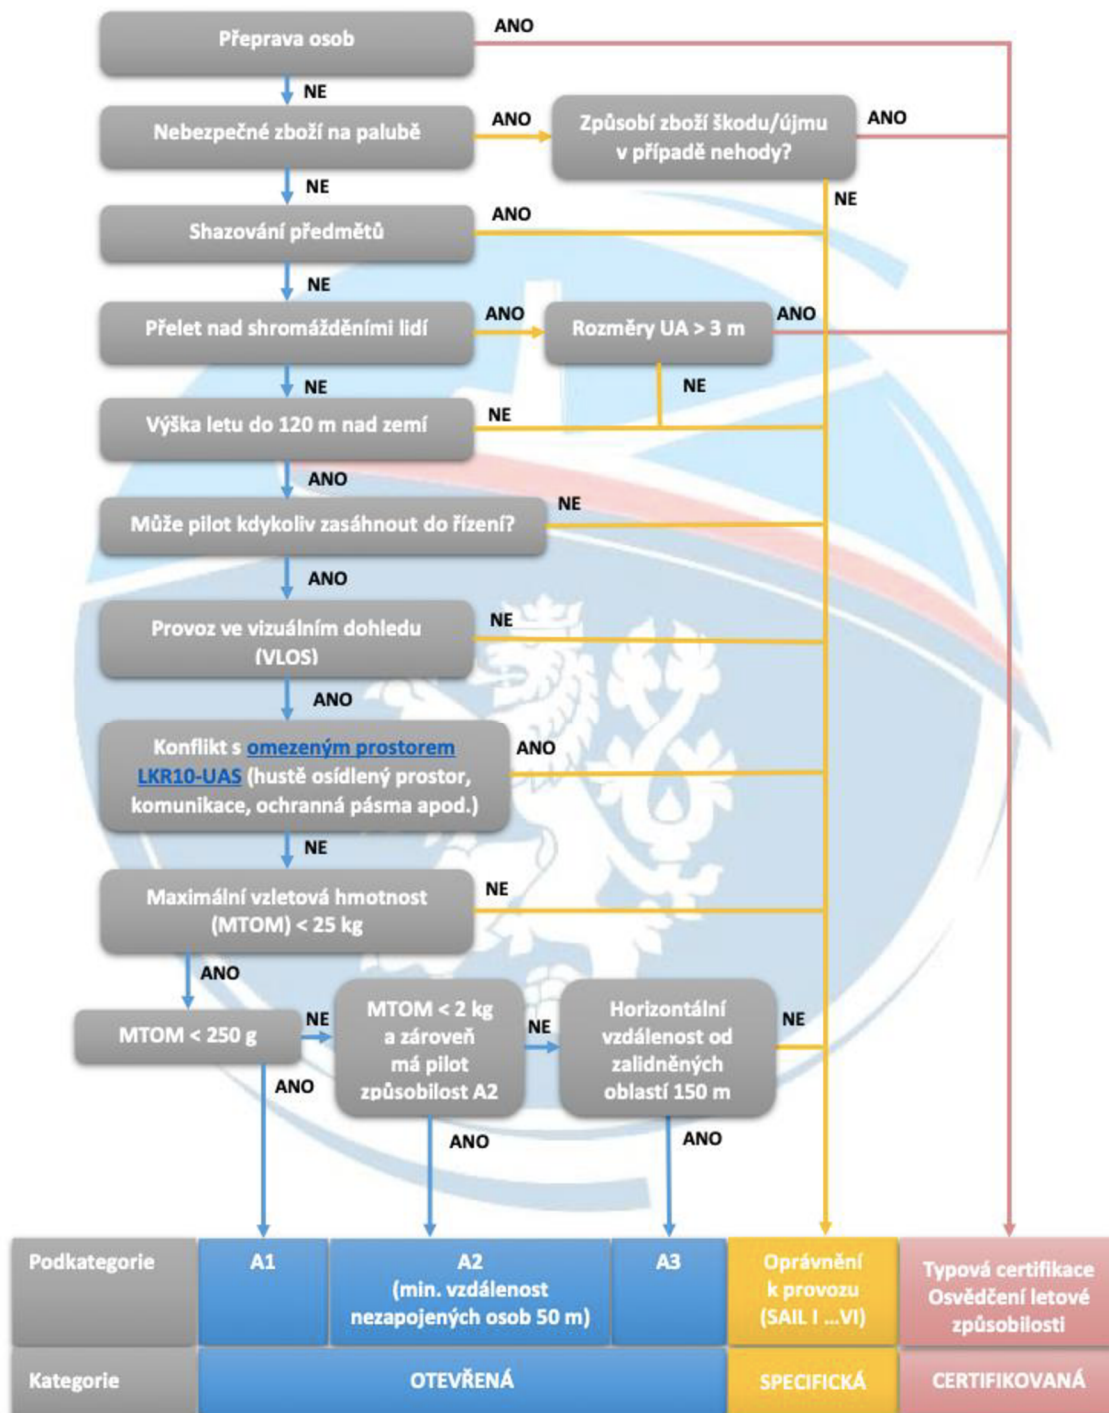 Přeprava osob
ANO
NE
Nebezpečné zboží na palubě
ANO
Způsobí zboží škodu/újmu
v případě nehody?
ANO
NE
NE
Shazování předmětů
ANO
NE
Přelet nad shromážděními lidí
ANO
Rozměry UA > 3 m
ANO
NE
NE
Výška letu do 120 m nad zemí
NE
ANO
Může pilot kdykoliv zasáhnout do řízení?
NE
ANO
Provoz ve vizuálním dohledu
(VLOS)
NE
ANO
Konflikt s omezeným prostorem
LKR10-UAS (hustě osídlený prostor,
komunikace, ochranná pásma apod.)
ANO
NE
Maximální vzletová hmotnost
(MTOM) < 25 kg
NE
ANO
MTOM < 250 g
NE
MTOM < 2 kg
a zároveň
má pilot
způsobilost A2
NE
Horizontální
vzdálenost od
zalidněných
oblastí 150 m
NE
ANO
ANO
ANO
Podkategorie
A1
A2
(min. vzdálenost
nezapojených osob 50 m)
A3
Oprávnění
k provozu
(SAIL I ...VI)
Typová certifikace
Osvědčení letové
způsobilosti
Kategorie
OTEVŘENÁ
SPECIFICKÁ
CERTIFIKOVANÁ